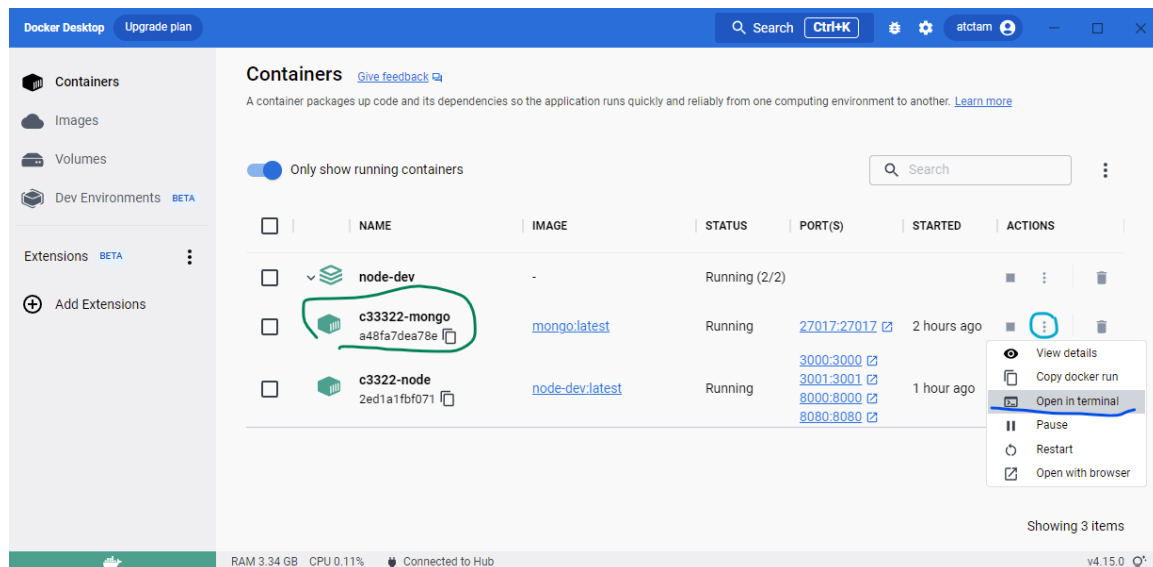 Docker Desktop Upgrade plan Search Ctrl+K atctam
Containers
Images
Volumes
Dev Environments BETA
Extensions BETA
Add Extensions
Containers Give feedback
A container packages up code and its dependencies so the application runs quickly and reliably from one computing environment to another. Learn more
Only show running containers Search
NAME IMAGE STATUS PORT(S) STARTED ACTIONS
node-dev - Running (2/2)
c33322-mongo
a48fa7dea78e
mongo:latest Running 27017:27017 2 hours ago
c3322-node
2ed1a1fbf071
node-dev:latest Running
3000:3000
3001:3001
8000:8000
8080:8080
1 hour ago
View details
Copy docker run
Open in terminal
Pause
Restart
Open with browser
Showing 3 items
RAM 3.34 GB CPU 0.11% Connected to Hub v4.15.0